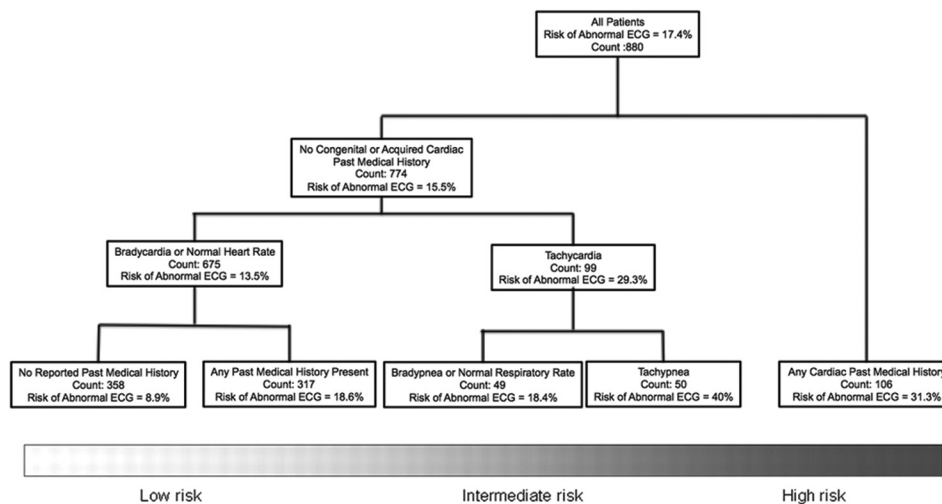 All Patients
Risk of Abnormal ECG = 17.4%
Count :880
No Congenital or Acquired Cardiac
Past Medical History
Count: 774
Risk of Abnormal ECG = 15.5%
Bradycardia or Normal Heart Rate
Count: 675
Risk of Abnormal ECG = 13.5%
Tachycardia
Count: 99
Risk of Abnormal ECG = 29.3%
No Reported Past Medical History
Count: 358
Risk of Abnormal ECG = 8.9%
Any Past Medical History Present
Count: 317
Risk of Abnormal ECG = 18.6%
Bradypnea or Normal Respiratory Rate
Count: 49
Risk of Abnormal ECG = 18.4%
Tachypnea
Count: 50
Risk of Abnormal ECG = 40%
Any Cardiac Past Medical History
Count: 106
Risk of Abnormal ECG = 31.3%
Low risk
Intermediate risk
High risk